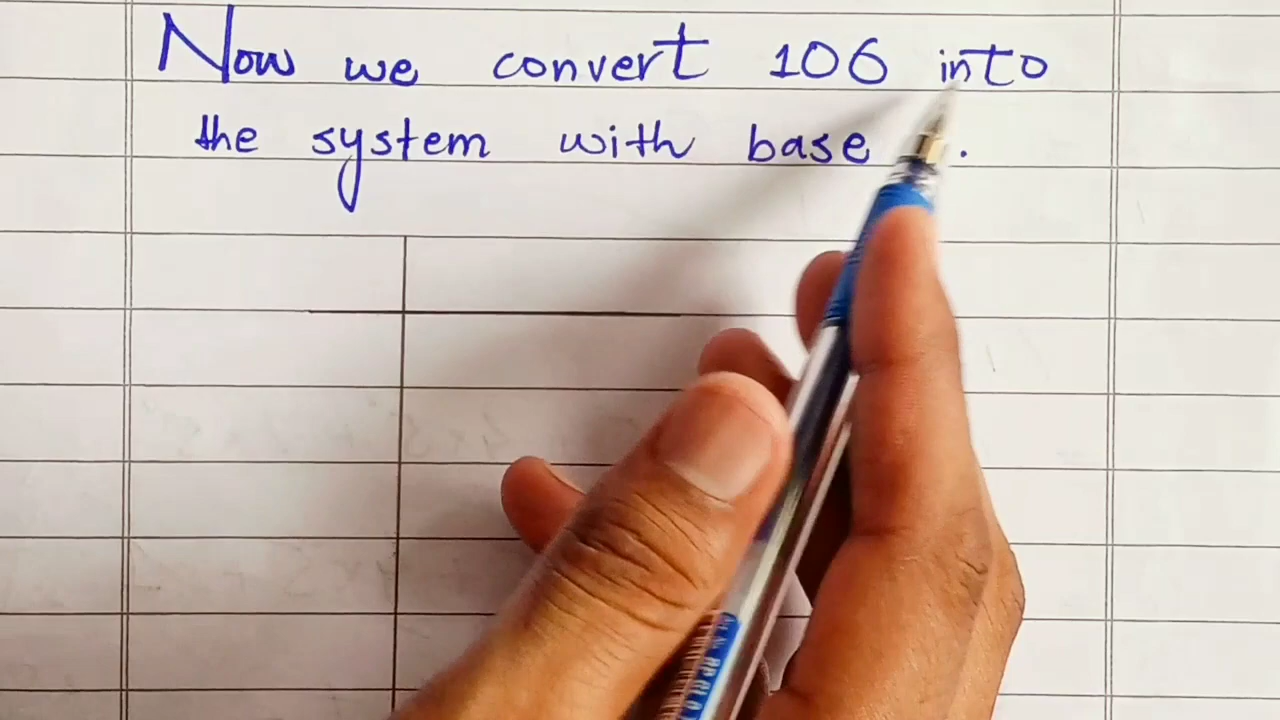 Now we convert 106 into
the system with base .